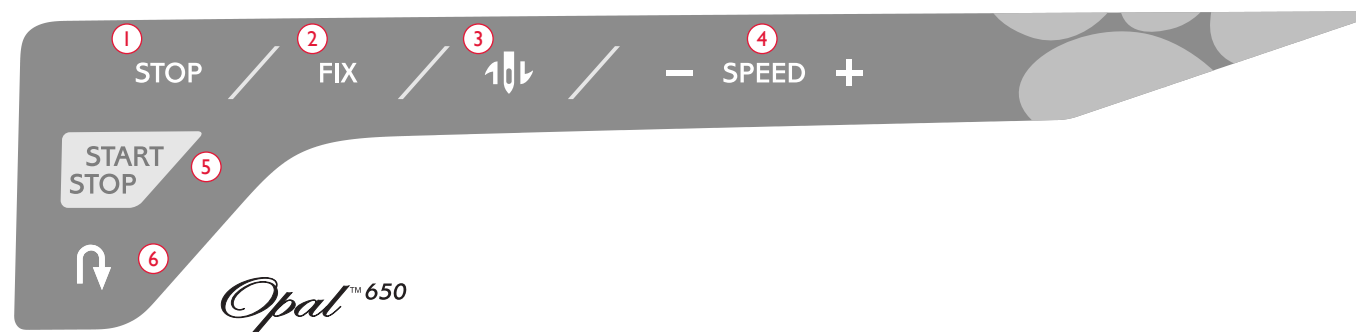 1 2 3 4
STOP FIX - SPEED +
START
STOP
5
6
Opal™ 650